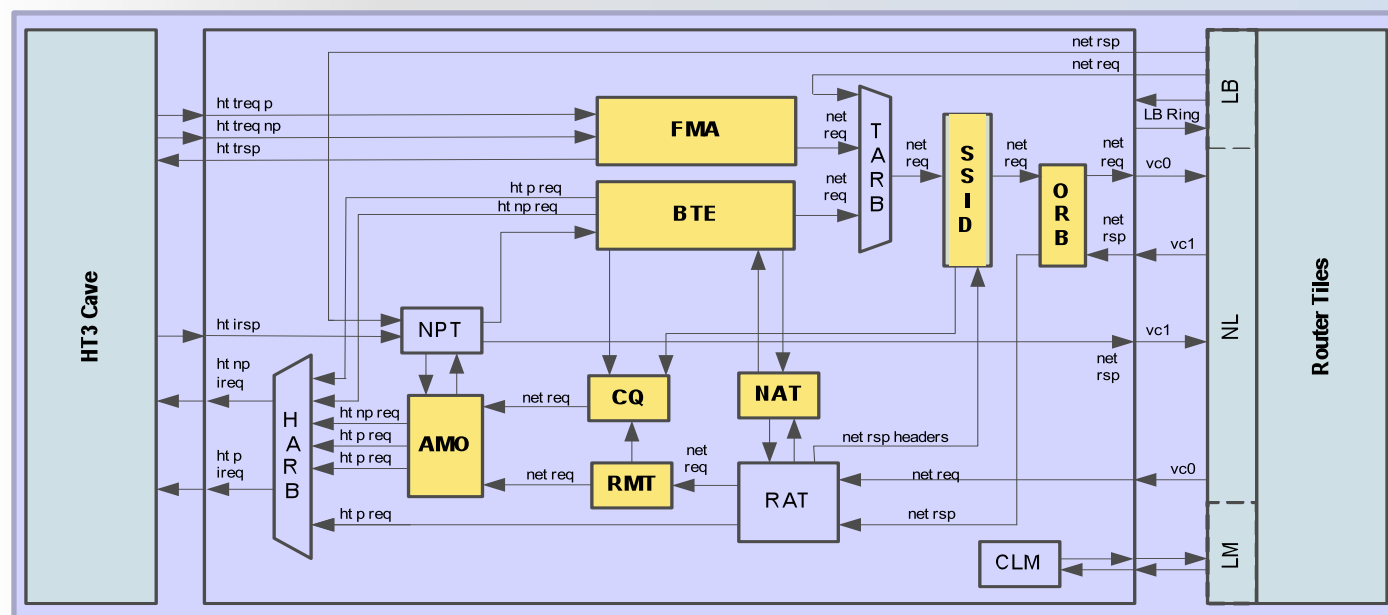 net rsp
net req
LB
ht treq p
ht treq np
ht trsp
FMA
net
req
TARB
net
req
SSID
net
req
ORB
net
req
vc0
LB Ring
ht p req
ht np req
BTE
net
req
net
rsp
vc1
HT3 Cave
Router Tiles
NL
ht irsp
NPT
vc1
net
rsp
ht np
ireq
HARB
ht np req
ht p req
ht p req
AMO
net req
CQ
NAT
net rsp headers
ht p
ireq
net req
RMT
net
req
RAT
net req
vc0
ht p req
net rsp
CLM
LM